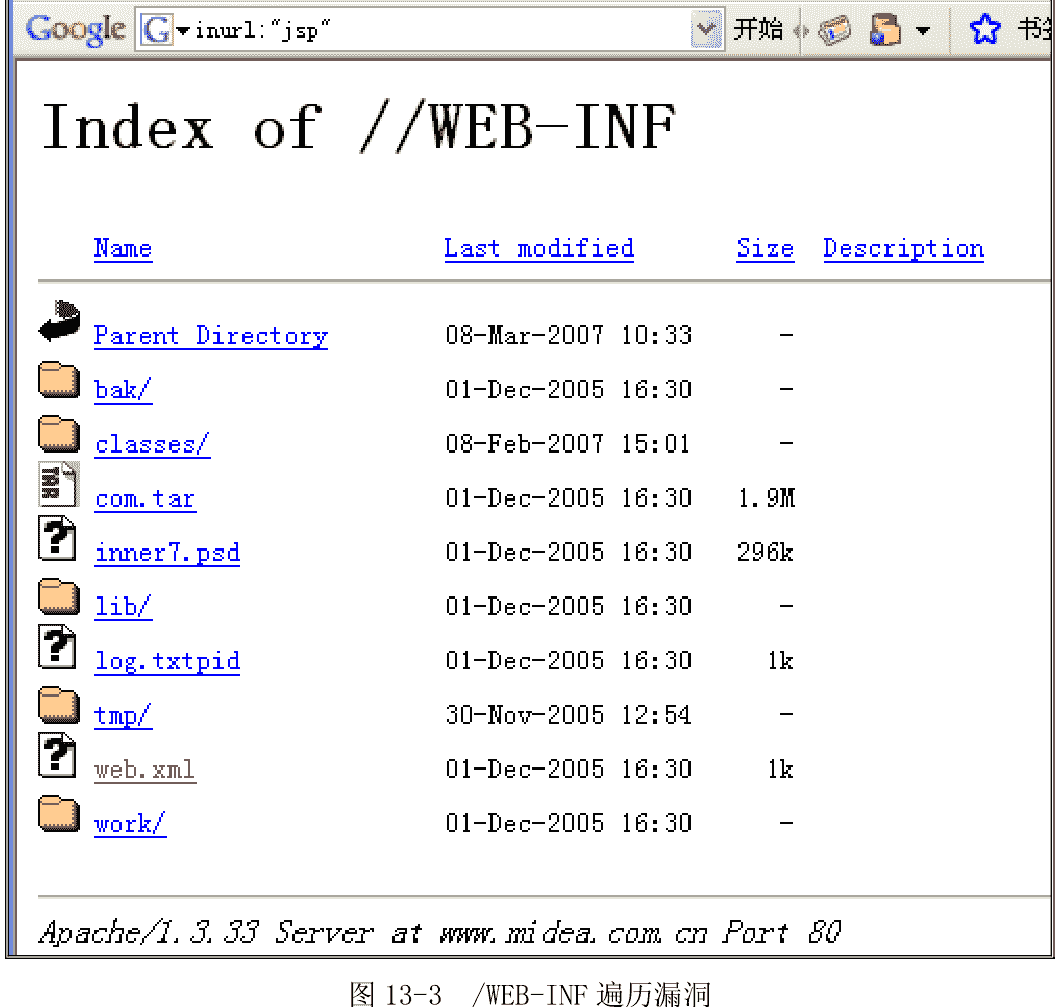 Google G inurl:"jsp" 开始 书签
Index of //WEB-INF
Name Last modified Size Description
Parent Directory 08-Mar-2007 10:33 -
bak/ 01-Dec-2005 16:30 -
classes/ 08-Feb-2007 15:01 -
TAR com.tar 01-Dec-2005 16:30 1.9M
? inner7.psd 01-Dec-2005 16:30 296k
lib/ 01-Dec-2005 16:30 -
? log.txtpid 01-Dec-2005 16:30 1k
tmp/ 30-Nov-2005 12:54 -
? web.xml 01-Dec-2005 16:30 1k
work/ 01-Dec-2005 16:30 -
Apache/1.3.33 Server at www.midea.com.cn Port 80
图 13-3 /WEB-INF 遍历漏洞